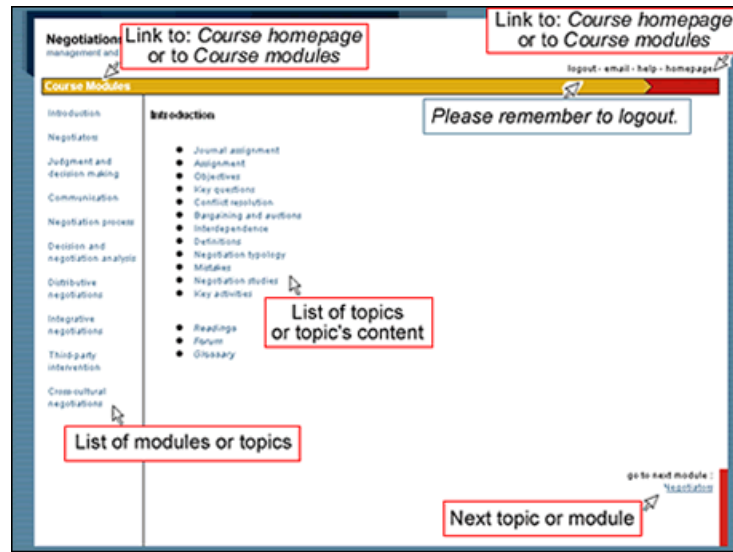 Negotiations
management and
Link to: Course homepage
or to Course modules
Link to: Course homepage
or to Course modules
logout - email - help - homepage
Course Modules
Please remember to logout.
Introduction
Negotiators
Judgment and
decision making
Communication
Negotiation process
Decision and
negotiation analysis
Distributive
negotiations
Integrative
negotiations
Third-party
intervention
Cross-cultural
negotiations
Introduction
Journal assignment
Assignment
Objectives
Key questions
Conflict resolution
Bargaining and auctions
Interdependence
Definitions
Negotiation typology
Mistakes
Negotiation studies
Key activities
Readings
Forum
Glossary
List of topics
or topic's content
List of modules or topics
go to next module :
Negotiators
Next topic or module